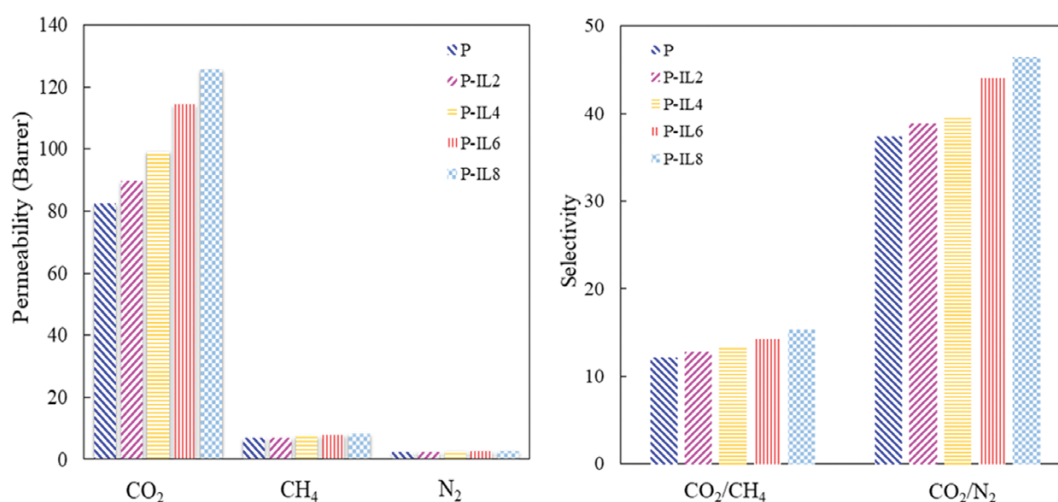 Permeability (Barrer)
140
120
100
80
60
40
20
0
P
P-IL2
P-IL4
P-IL6
P-IL8
CO₂
CH₄
N₂
Selectivity
50
40
30
20
10
0
P
P-IL2
P-IL4
P-IL6
P-IL8
CO₂/CH₄
CO₂/N₂